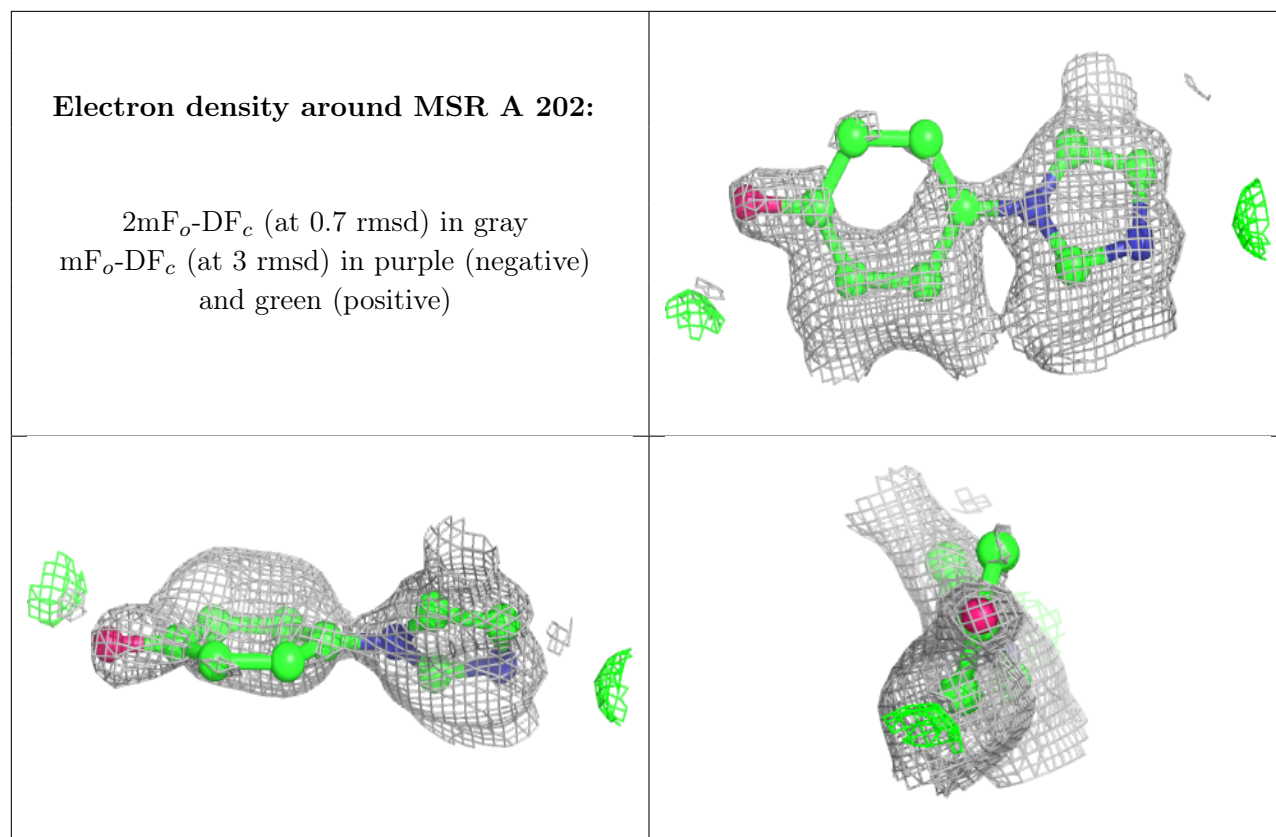 Electron density around MSR A 202:
2mFo-DFc (at 0.7 rmsd) in gray
mFo-DFc (at 3 rmsd) in purple (negative)
and green (positive)